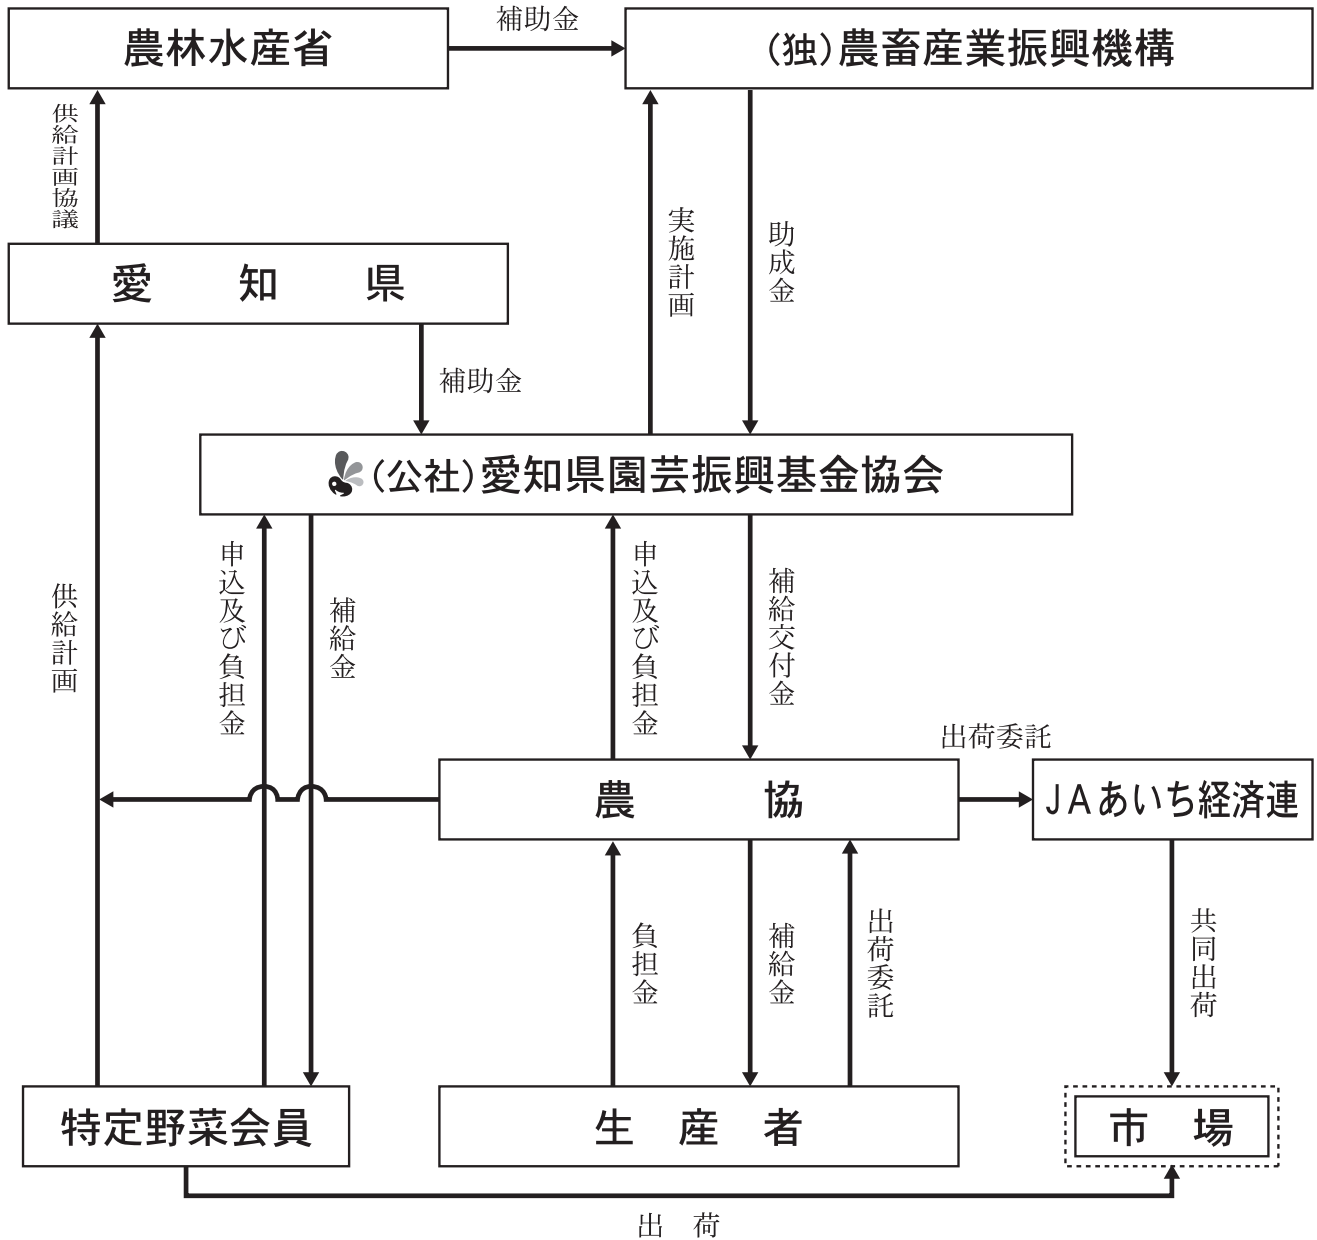 農林水産省
補助金
(独)農畜産業振興機構
供給計画協議
実施計画
助成金
愛知県
補助金
(公社)愛知県園芸振興基金協会
供給計画
申込及び負担金
補給金
申込及び負担金
補給交付金
出荷委託
農協
JAあいち経済連
負担金
補給金
出荷委託
共同出荷
特定野菜会員
生産者
市場
出荷